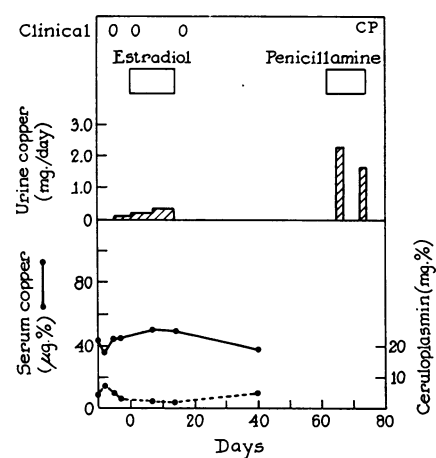 Clinical 0 0 0 CP
Estradiol Penicillamine
Urine copper
(mg./day)
3.0
2.0
1.0
0
Serum copper
(µg.%)
80
40
0
Ceruloplasmin (mg.%)
20
10
0 20 40 60 80
Days